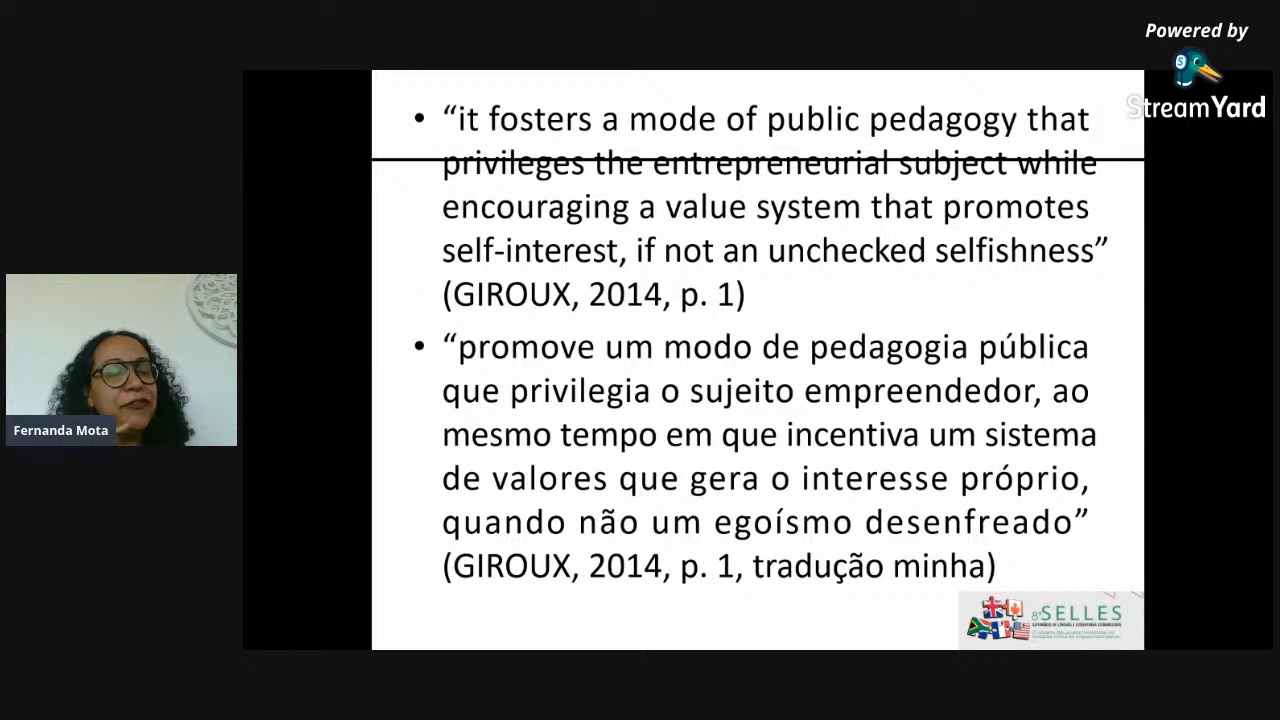 Powered by
StreamYard
• “it fosters a mode of public pedagogy that
privileges the entrepreneurial subject while
encouraging a value system that promotes
self-interest, if not an unchecked selfishness”
(GIROUX, 2014, p. 1)
• “promove um modo de pedagogia pública
que privilegia o sujeito empreendedor, ao
mesmo tempo em que incentiva um sistema
de valores que gera o interesse próprio,
quando não um egoísmo desenfreado”
(GIROUX, 2014, p. 1, tradução minha)
Fernanda Mota
8º SELLES